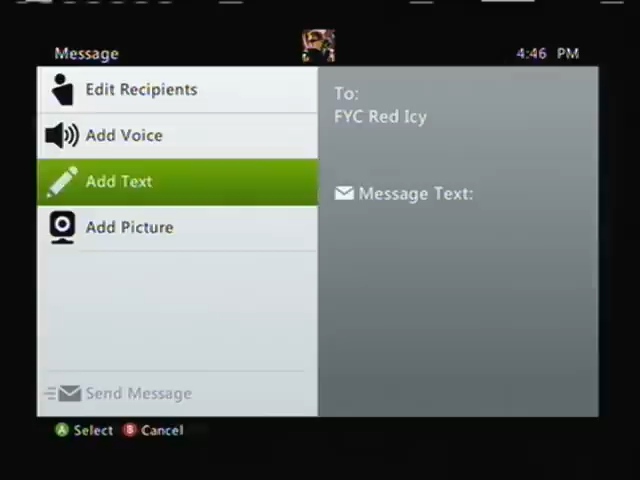 Message
4:46 PM
Edit Recipients
Add Voice
Add Text
Add Picture
Send Message
To:
FYC Red Icy
Message Text:
A Select B Cancel